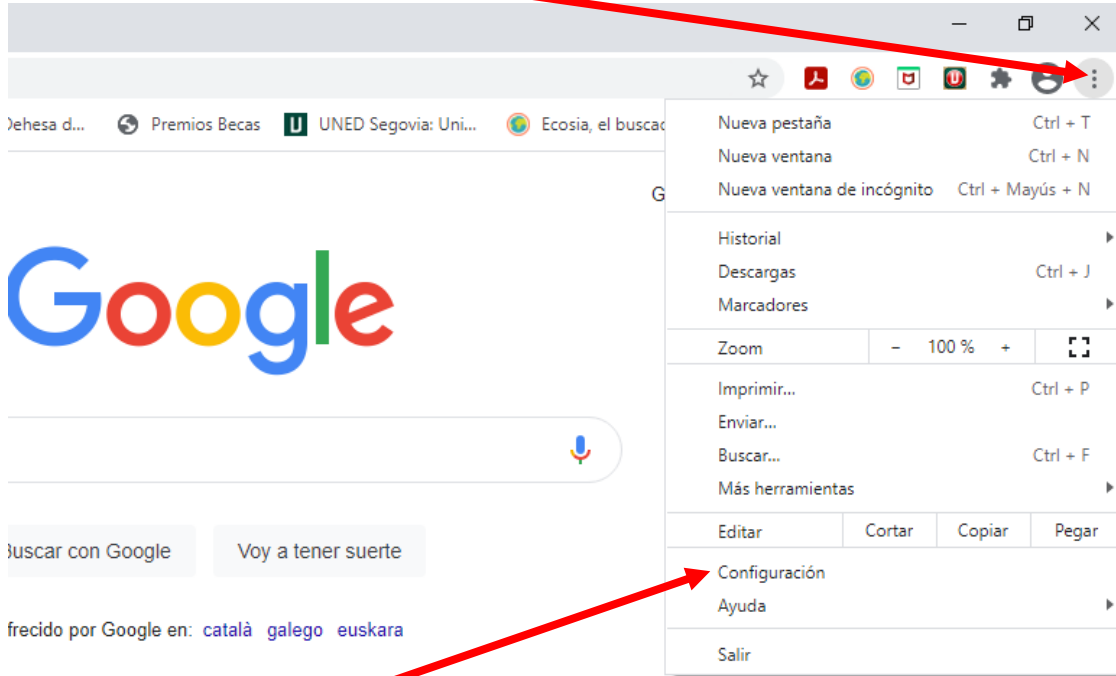 Dehesa d... Premios Becas UNED Segovia: Uni... Ecosia, el buscad
G
Google
Buscar con Google Voy a tener suerte
frecido por Google en: català galego euskara
Nueva pestaña Ctrl + T
Nueva ventana Ctrl + N
Nueva ventana de incógnito Ctrl + Mayús + N
Historial
Descargas Ctrl + J
Marcadores
Zoom - 100 % +
Imprimir... Ctrl + P
Enviar...
Buscar... Ctrl + F
Más herramientas
Editar Cortar Copiar Pegar
Configuración
Ayuda
Salir